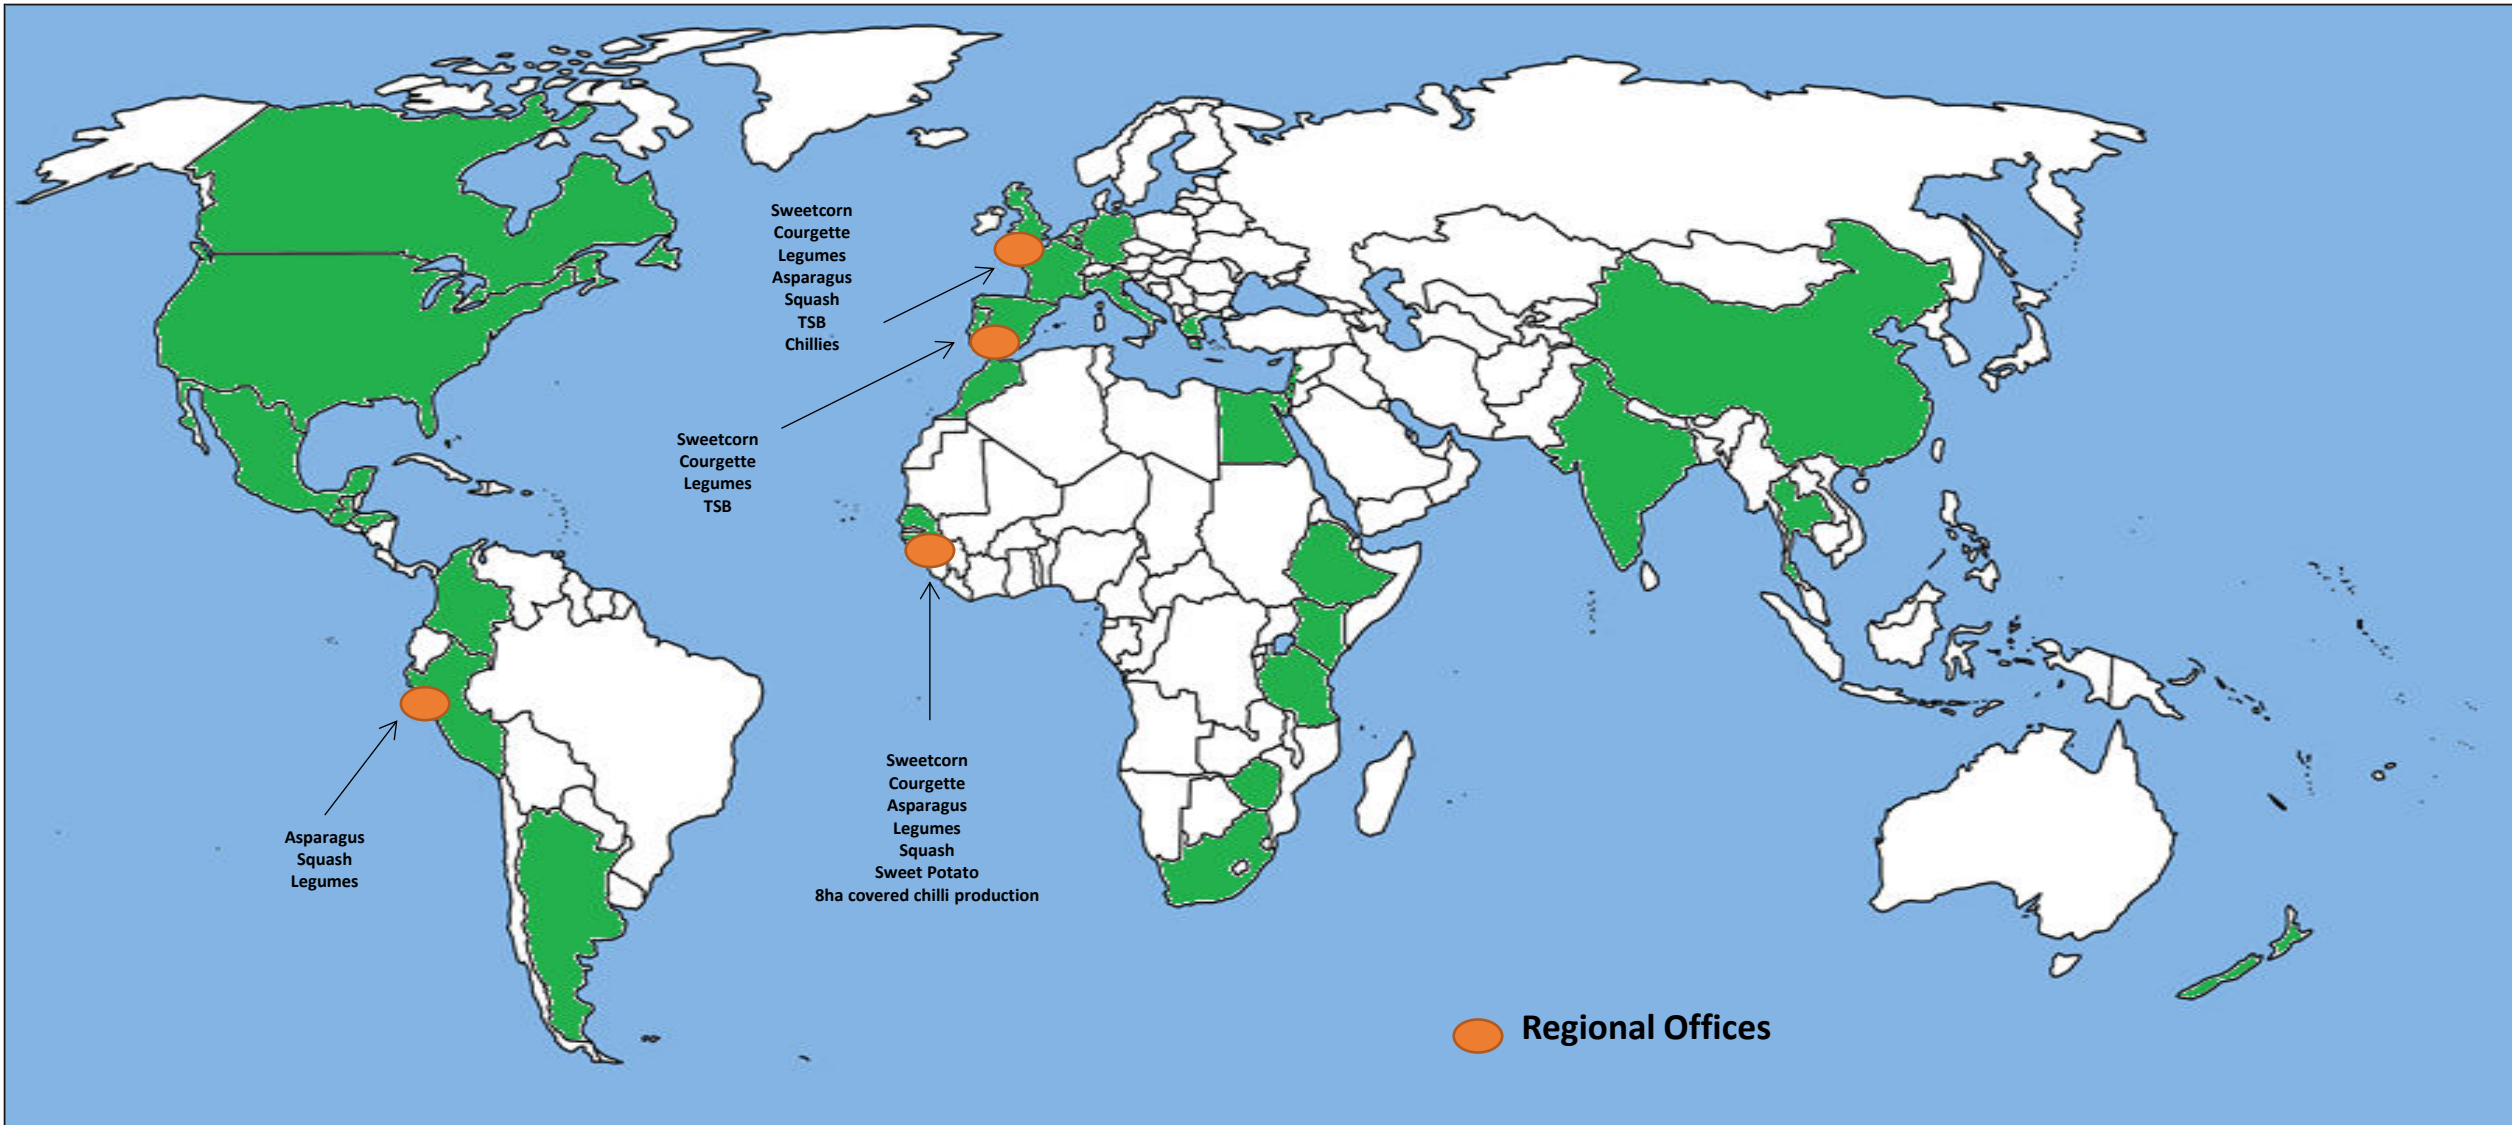 Sweetcorn
Courgette
Legumes
Asparagus
Squash
TSB
Chillies
Sweetcorn
Courgette
Legumes
TSB
Sweetcorn
Courgette
Asparagus
Legumes
Squash
Sweet Potato
8ha covered chilli production
Asparagus
Squash
Legumes
Regional Offices